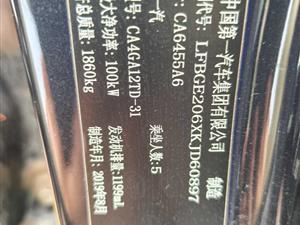 中国第一汽车集团有限公司 制造
代号：LFBGE206XKJD60897
一汽
CA6455A6
乘坐人数：5
CA4GA12TD-31
发动机排量：1199mL
大净功率：100kW
制造年月：2019年8月
总质量：1860kg